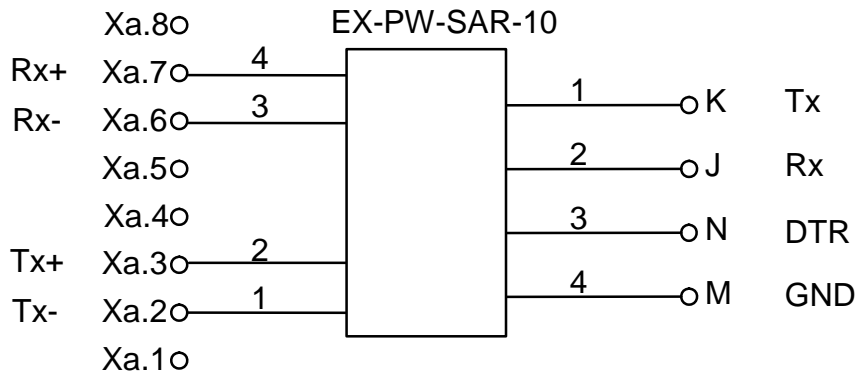 Xa.8 EX-PW-SAR-10
Rx+ Xa.7 4
1 K Tx
Rx- Xa.6 3
Xa.5 2 J Rx
Xa.4
3 N DTR
Tx+ Xa.3 2
4 M GND
Tx- Xa.2 1
Xa.1